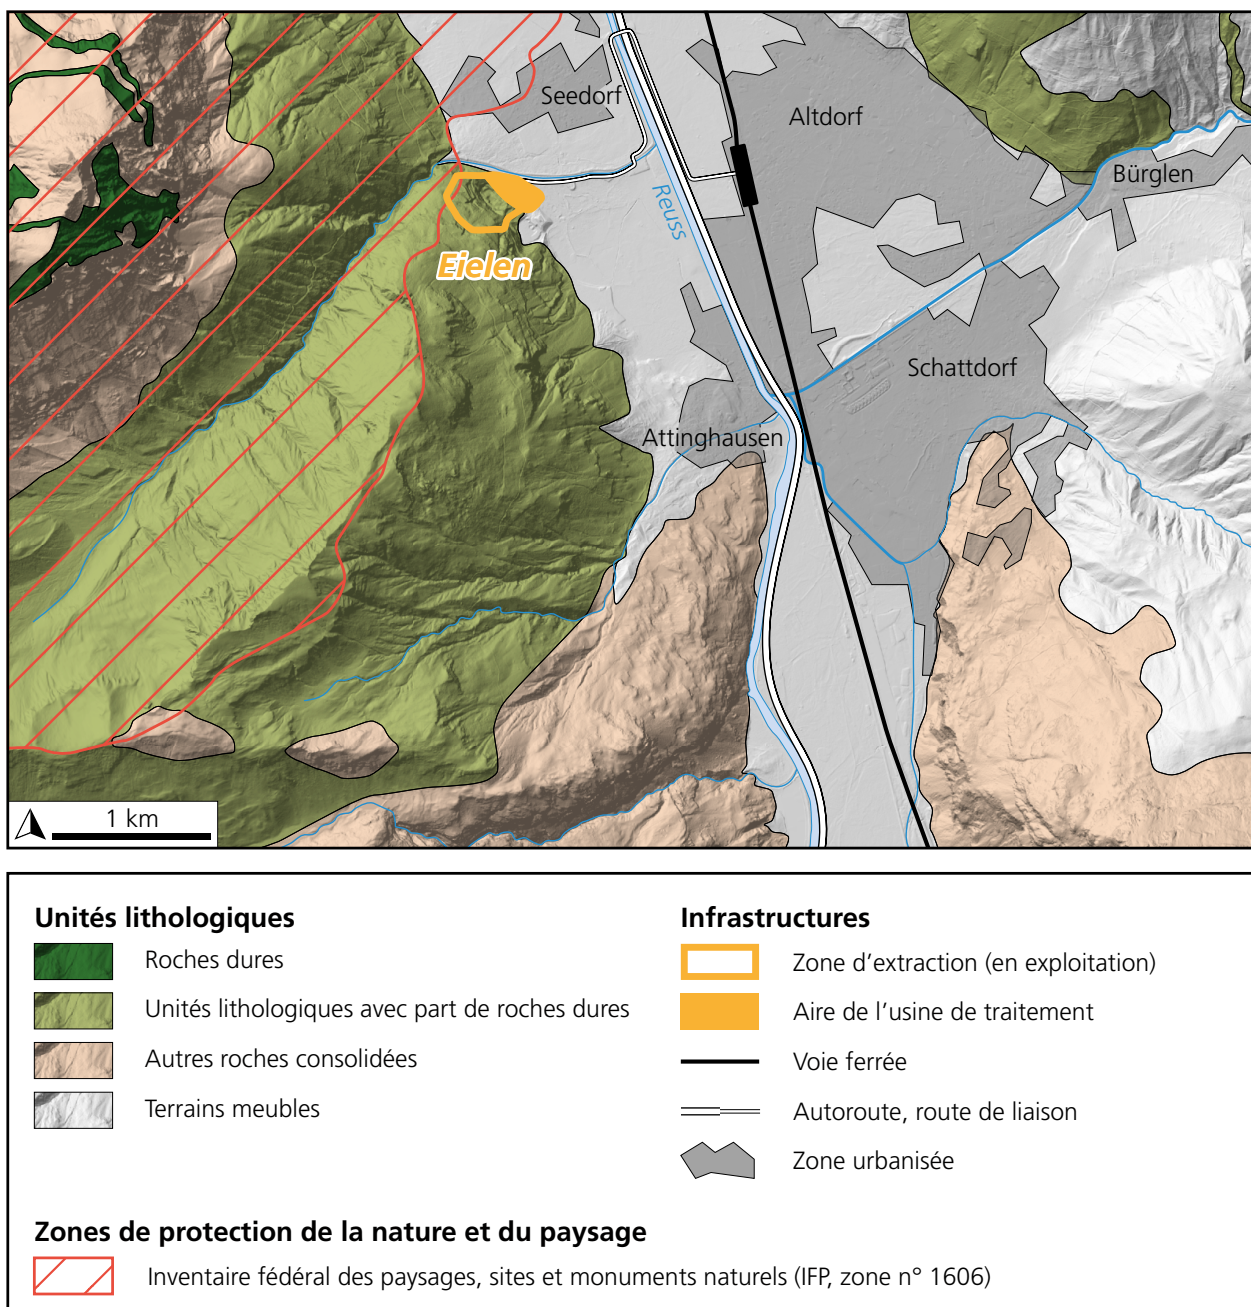 Seedorf
Altdorf
Bürglen
Reuss
Eielen
Schattdorf
Attinghausen
1 km
Unités lithologiques
Roches dures
Unités lithologiques avec part de roches dures
Autres roches consolidées
Terrains meubles
Infrastructures
Zone d'extraction (en exploitation)
Aire de l'usine de traitement
Voie ferrée
Autoroute, route de liaison
Zone urbanisée
Zones de protection de la nature et du paysage
Inventaire fédéral des paysages, sites et monuments naturels (IFP, zone n° 1606)